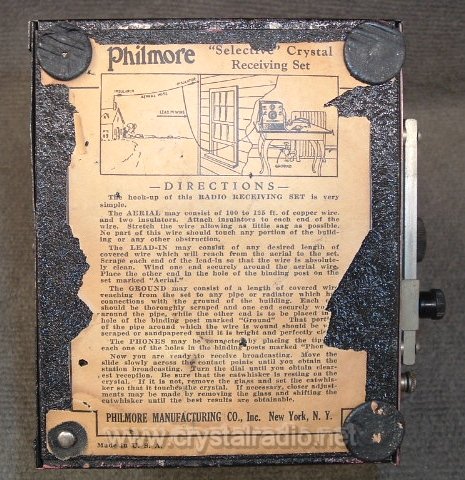 Philmore "Selective" Crystal
Receiving Set
INSULATOR
AERIAL WIRE
INSULATOR
LEAD IN WIRE
GROUND
—DIRECTIONS—
The hook-up of this RADIO RECEIVING SET is very
simple.
The AERIAL may consist of 100 to 125 ft. of copper wire.
and two insulators. Attach insulators to each end of the
wire. Stretch the wire allowing as little sag as possible.
No part of this wire should touch any portion of the build-
ing or any other obstruction.
The LEAD-IN may consist of any desired length of
covered wire which will reach from the aerial to the set.
Scrape each end of the lead-in so that the wire is absolute-
ly clean. Wind one end securely around the aerial wire.
Place the other end in the hole of the binding post on the
set marked "Aerial."
The GROUND may consist of a length of covered wire
reaching from the set to any pipe or radiator which
connections with the ground of the building. Each
should be thoroughly scraped and one end securely
around the pipe, while the other end is to be placed
hole of the binding post marked "Ground" That
of the pipe around which the wire is wound should be
scraped or sandpapered until it is bright and perfectly
The PHONES may be connected by placing the
each one of the holes in the binding posts marked "Phon
Now you are ready to receive broadcasting. Move the
slide slowly across the contact points until you obtain the
station broadcasting. Turn the dial until you obtain clear-
est reception. Be sure that the catwhisker is resting on the
crystal. If it is not, remove the glass and set the catwhis-
ker so that it touches the crystal. If necessary, closer adjust-
ments may be made by removing the glass and shifting the
catwhisker until the best results are obtainable.
PHILMORE MANUFACTURING CO., Inc. New York, N. Y.
Made in U. S. A.
www.crystalradio.net